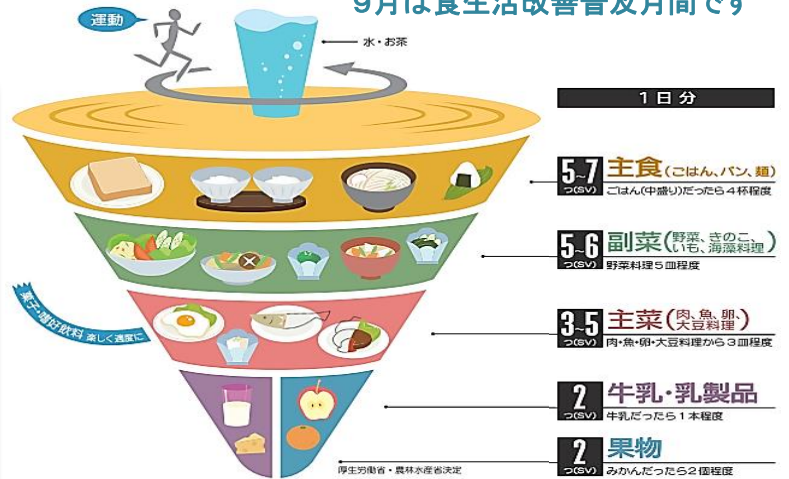 9月は食生活改善普及月間です
運動
水・お茶
1日分
5~7
つ(SV)
主食(ごはん、パン、麺)
ごはん(中盛り)だったら4杯程度
5~6
つ(SV)
副菜(野菜、きのこ、
いも、海藻料理)
野菜料理5皿程度
菓子・嗜好飲料 楽しく適度に
3~5
つ(SV)
主菜(肉、魚、卵、
大豆料理)
肉・魚・卵・大豆料理から3皿程度
2
つ(SV)
牛乳・乳製品
牛乳だったら1本程度
2
つ(SV)
果物
みかんだったら2個程度
厚生労働省・農林水産省決定